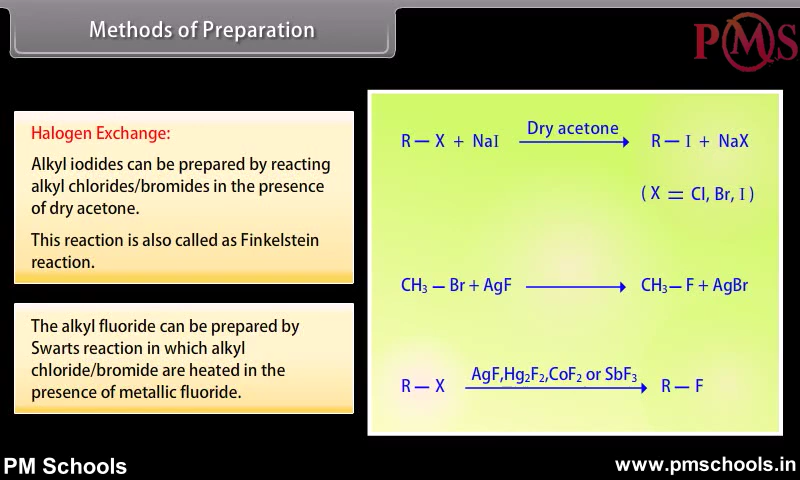 Methods of Preparation
PMS
Halogen Exchange:
Alkyl iodides can be prepared by reacting
alkyl chlorides/bromides in the presence
of dry acetone.
This reaction is also called as Finkelstein
reaction.
The alkyl fluoride can be prepared by
Swarts reaction in which alkyl
chloride/bromide are heated in the
presence of metallic fluoride.
R — X + NaI Dry acetone⟶ R — I + NaX
( X = Cl, Br, I )
CH₃ — Br + AgF ⟶ CH₃ — F + AgBr
R — X AgF,Hg₂F₂,CoF₂ or SbF₃⟶ R — F
PM Schools
www.pmschools.in